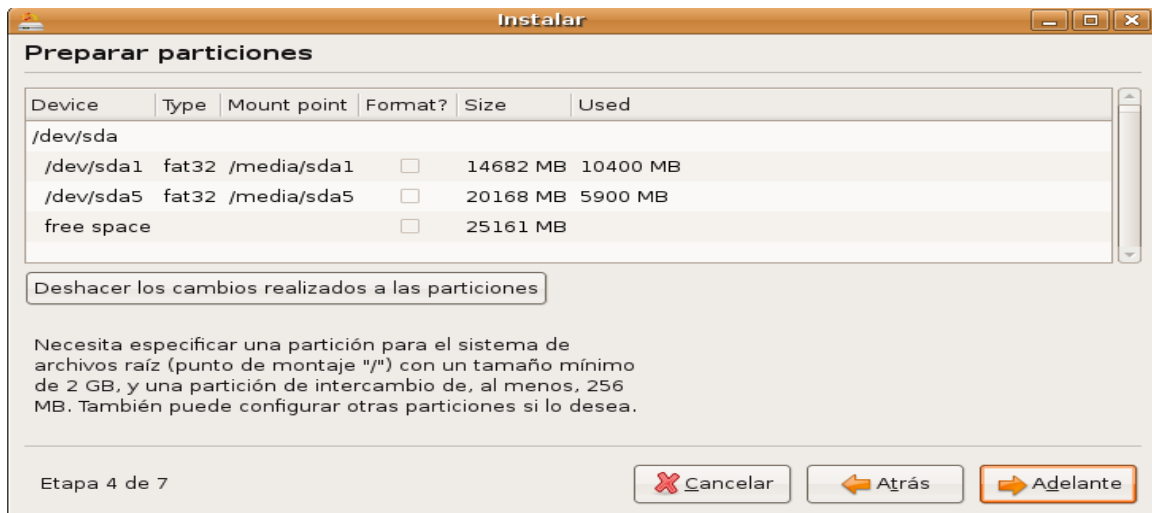 Instalar
Preparar particiones
Device Type Mount point Format? Size Used
/dev/sda
/dev/sda1 fat32 /media/sda1 14682 MB 10400 MB
/dev/sda5 fat32 /media/sda5 20168 MB 5900 MB
free space 25161 MB
Deshacer los cambios realizados a las particiones
Necesita especificar una partición para el sistema de
archivos raíz (punto de montaje "/") con un tamaño mínimo
de 2 GB, y una partición de intercambio de, al menos, 256
MB. También puede configurar otras particiones si lo desea.
Etapa 4 de 7 Cancelar Atrás Adelante